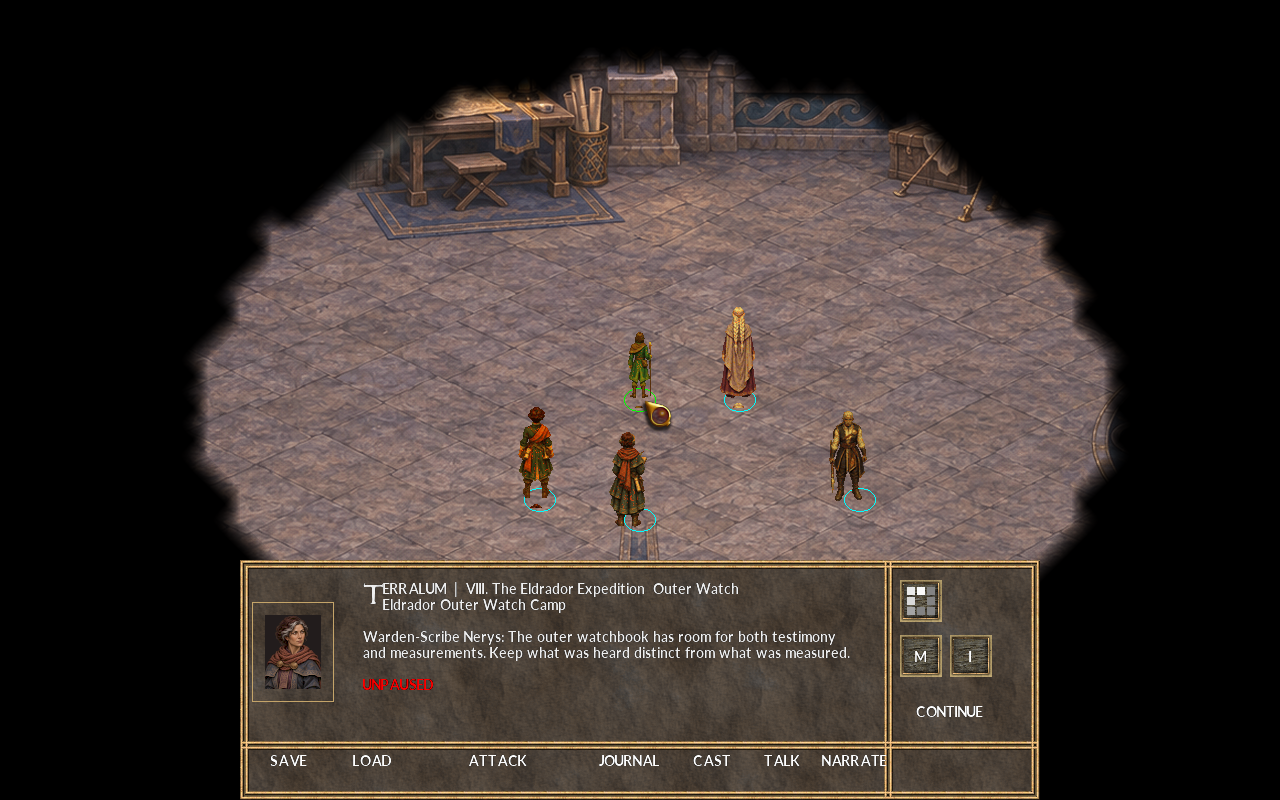 TERRALUM | VIII. The Eldrador Expedition Outer Watch
Eldrador Outer Watch Camp
Warden-Scribe Nerys: The outer watchbook has room for both testimony
and measurements. Keep what was heard distinct from what was measured.
UNPAUSED
M I
CONTINUE
SAVE LOAD ATTACK JOURNAL CAST TALK NARRATE